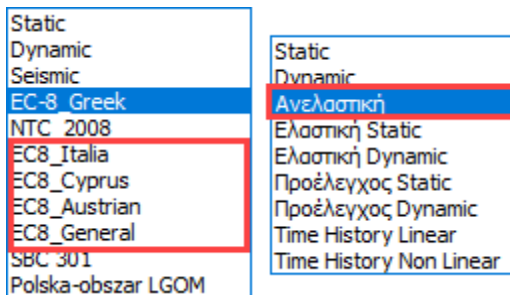 Static
Dynamic
Seismic
EC-8_Greek
NTC_2008
EC8_Italia
EC8_Cyprus
EC8_Austrian
EC8_General
SBC 301
Polska-obszar LGOM
Static
Dynamic
Ανελαστική
Ελαστική Static
Ελαστική Dynamic
Προέλεγχος Static
Προέλεγχος Dynamic
Time History Linear
Time History Non Linear